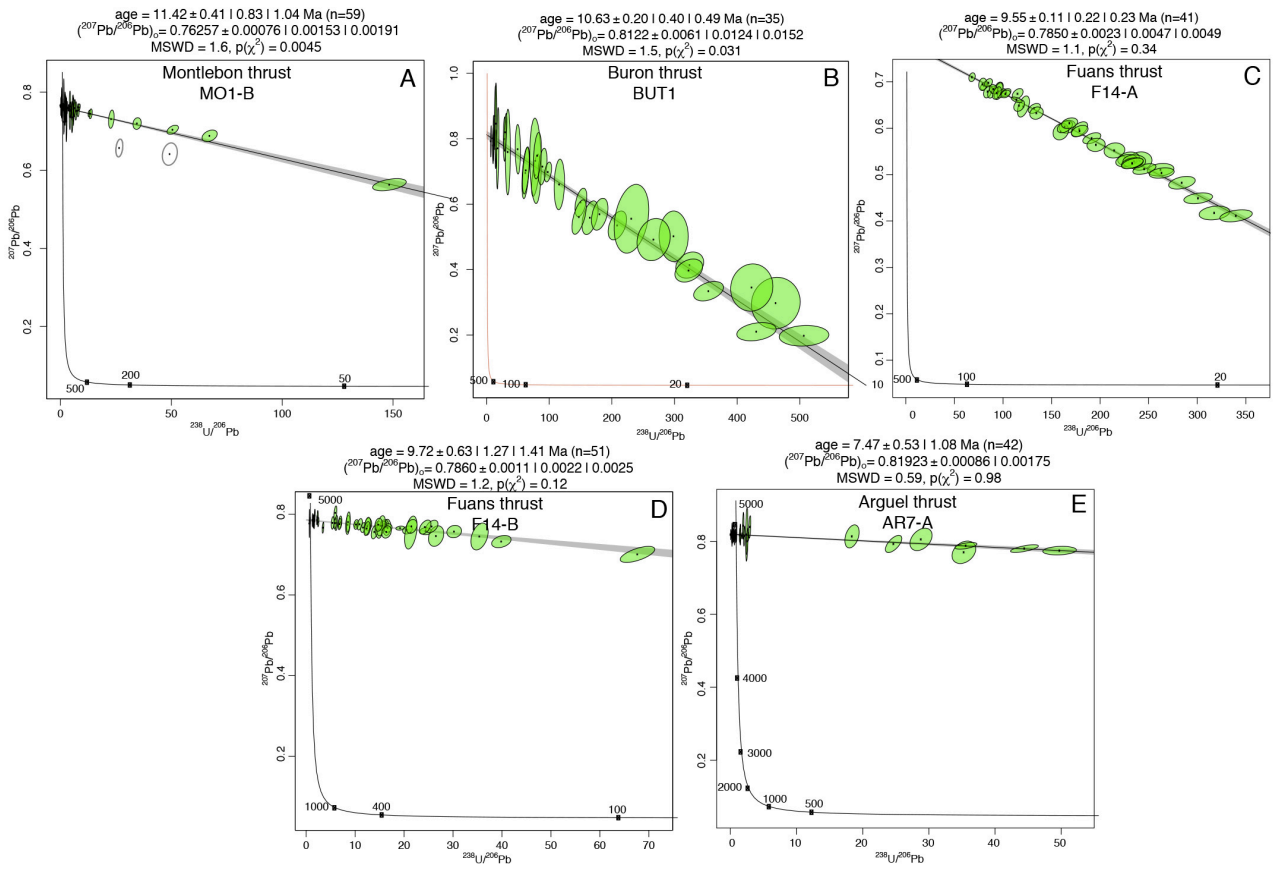 age = 11.42 ± 0.41 | 0.83 | 1.04 Ma (n=59)
(²⁰⁷Pb/²⁰⁶Pb)ₒ= 0.76257 ± 0.00076 | 0.00153 | 0.00191
MSWD = 1.6, p(χ²) = 0.0045
Montlebon thrust
MO1-B
A
0.8
0.6
0.4
0.2
²⁰⁷Pb/²⁰⁶Pb
500
200
50
0
50
100
150
²³⁸U/²⁰⁶Pb
age = 10.63 ± 0.20 | 0.40 | 0.49 Ma (n=35)
(²⁰⁷Pb/²⁰⁶Pb)ₒ= 0.8122 ± 0.0061 | 0.0124 | 0.0152
MSWD = 1.5, p(χ²) = 0.031
Buron thrust
BUT1
B
1.0
0.8
0.6
0.4
0.2
²⁰⁷Pb/²⁰⁶Pb
500
100
20
10
0
100
200
300
400
500
²³⁸U/²⁰⁶Pb
age = 9.55 ± 0.11 | 0.22 | 0.23 Ma (n=41)
(²⁰⁷Pb/²⁰⁶Pb)ₒ= 0.7850 ± 0.0023 | 0.0047 | 0.0049
MSWD = 1.1, p(χ²) = 0.34
Fuans thrust
F14-A
C
0.7
0.6
0.5
0.4
0.3
0.2
0.1
²⁰⁷Pb/²⁰⁶Pb
500
100
20
0
50
100
150
200
250
300
350
²³⁸U/²⁰⁶Pb
age = 9.72 ± 0.63 | 1.27 | 1.41 Ma (n=51)
(²⁰⁷Pb/²⁰⁶Pb)ₒ= 0.7860 ± 0.0011 | 0.0022 | 0.0025
MSWD = 1.2, p(χ²) = 0.12
Fuans thrust
F14-B
D
5000
0.8
0.6
0.4
0.2
²⁰⁷Pb/²⁰⁶Pb
1000
400
100
0
10
20
30
40
50
60
70
²³⁸U/²⁰⁶Pb
age = 7.47 ± 0.53 | 1.08 Ma (n=42)
(²⁰⁷Pb/²⁰⁶Pb)ₒ= 0.81923 ± 0.00086 | 0.00175
MSWD = 0.59, p(χ²) = 0.98
Arguel thrust
AR7-A
E
5000
0.8
0.6
0.4
0.2
²⁰⁷Pb/²⁰⁶Pb
4000
3000
2000
1000
500
0
10
20
30
40
50
²³⁸U/²⁰⁶Pb